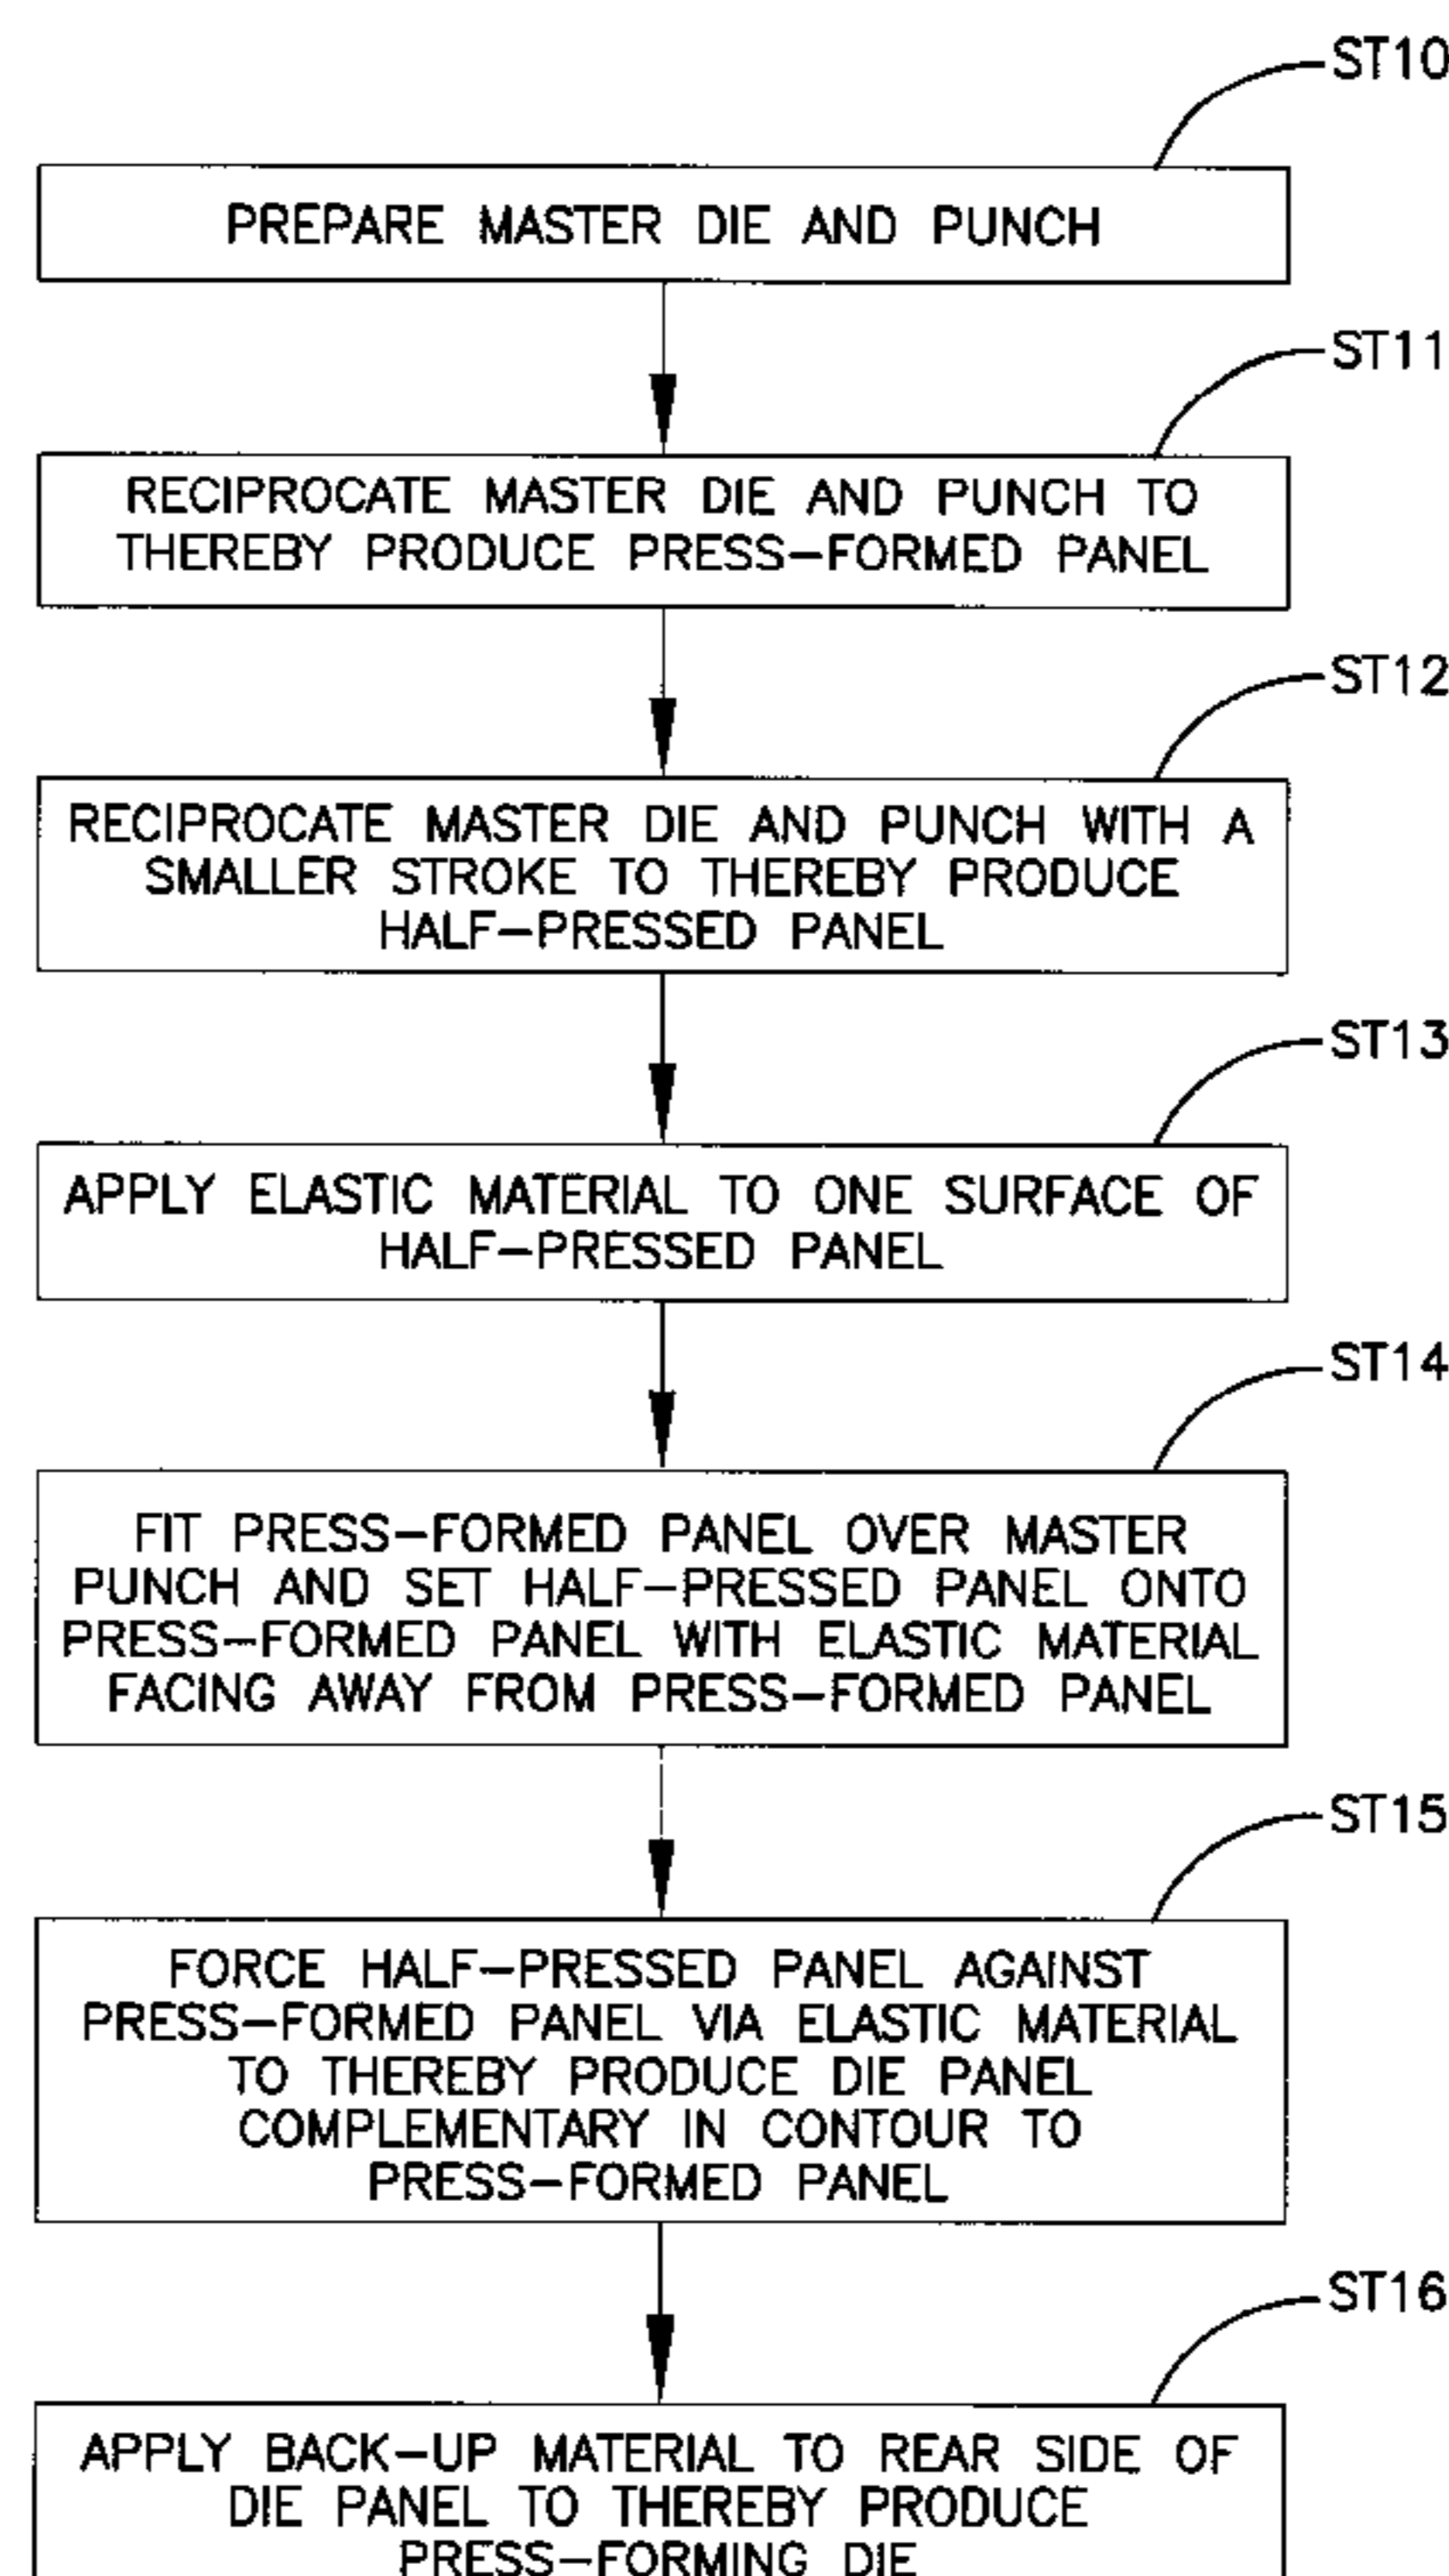 ST10
PREPARE MASTER DIE AND PUNCH
ST11
RECIPROCATE MASTER DIE AND PUNCH TO
THEREBY PRODUCE PRESS-FORMED PANEL
ST12
RECIPROCATE MASTER DIE AND PUNCH WITH A
SMALLER STROKE TO THEREBY PRODUCE
HALF-PRESSED PANEL
ST13
APPLY ELASTIC MATERIAL TO ONE SURFACE OF
HALF-PRESSED PANEL
ST14
FIT PRESS-FORMED PANEL OVER MASTER
PUNCH AND SET HALF-PRESSED PANEL ONTO
PRESS-FORMED PANEL WITH ELASTIC MATERIAL
FACING AWAY FROM PRESS-FORMED PANEL
ST15
FORCE HALF-PRESSED PANEL AGAINST
PRESS-FORMED PANEL VIA ELASTIC MATERIAL
TO THEREBY PRODUCE DIE PANEL
COMPLEMENTARY IN CONTOUR TO
PRESS-FORMED PANEL
ST16
APPLY BACK-UP MATERIAL TO REAR SIDE OF
DIE PANEL TO THEREBY PRODUCE
PRESS-FORMING DIE